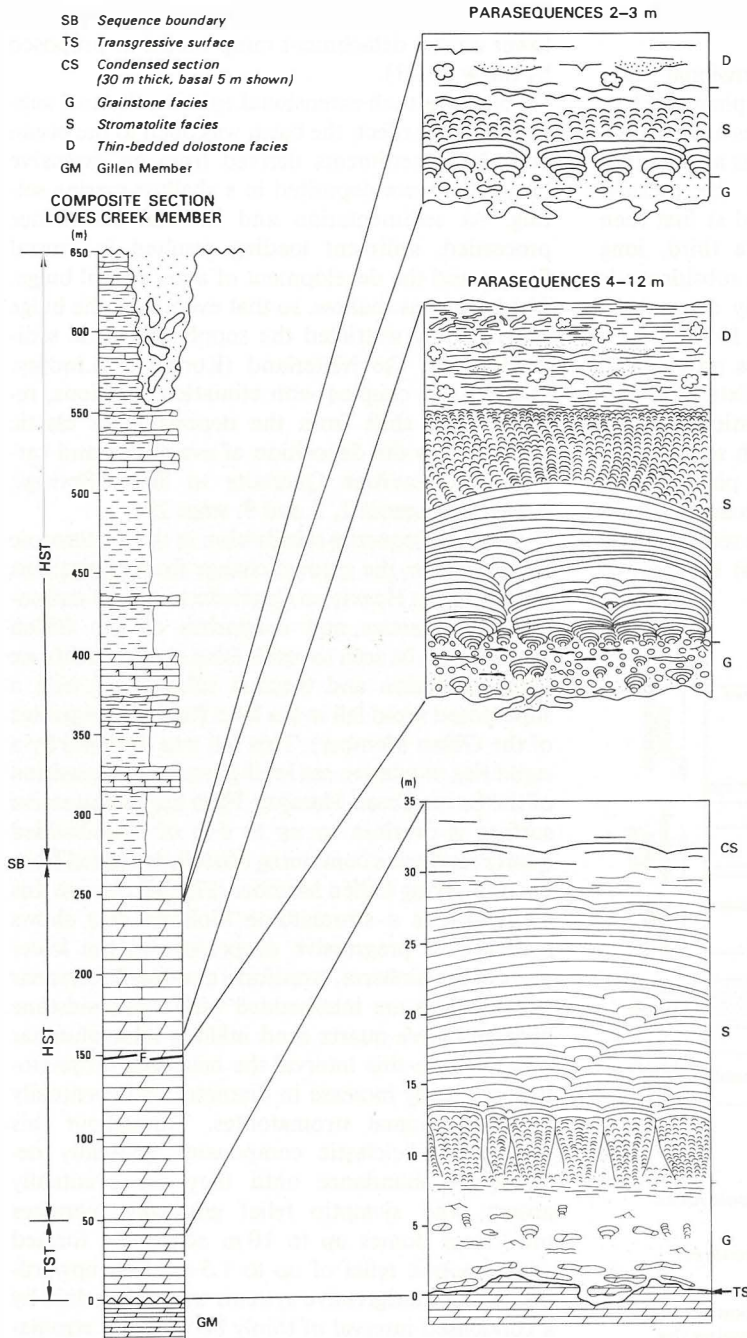 SB Sequence boundary
TS Transgressive surface
CS Condensed section
(30 m thick, basal 5 m shown)
G Grainstone facies
S Stromatolite facies
D Thin-bedded dolostone facies
GM Gillen Member
COMPOSITE SECTION
LOVES CREEK MEMBER
(m)
650
600
550
500
450
400
350
300
250
200
150
100
50
0
HST
SB
HST
TST
F
GM
PARASEQUENCES 2–3 m
D
S
G
PARASEQUENCES 4–12 m
D
S
G
(m)
35
30
25
20
15
10
5
0
CS
S
G
TS